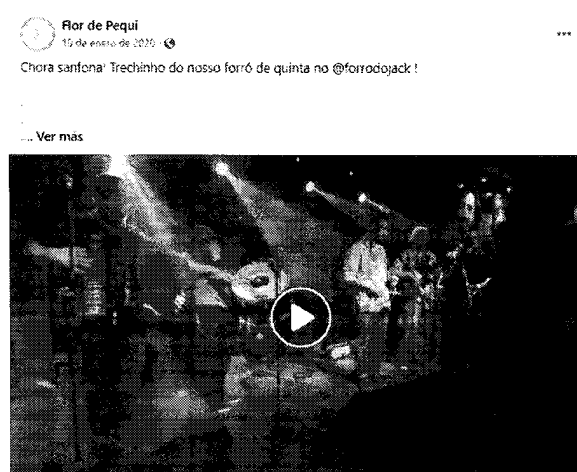 Flor de Pequi
10 de enero de 2020 ·
Chora sanfona! Trechinho do nosso forró de quinta no @forrodojack !
.
.
... Ver más